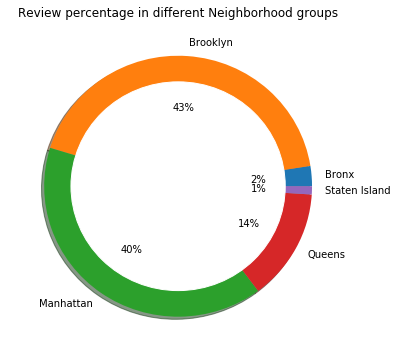 Review percentage in different Neighborhood groups
Brooklyn
43%
Bronx
2%
1%
Staten Island
14%
40%
Queens
Manhattan